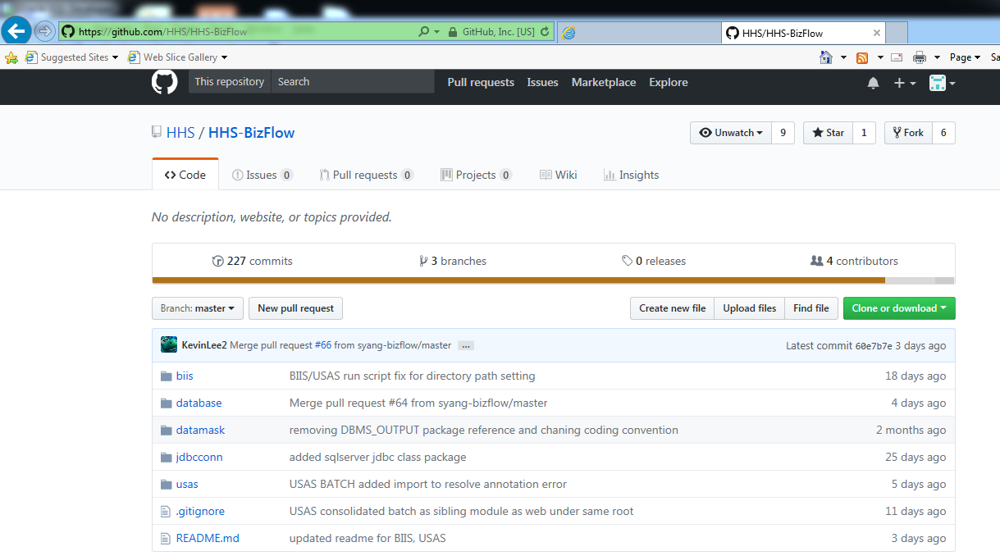 https://github.com/HHS/HHS-BizFlow GitHub, Inc. [US] HHS/HHS-BizFlow
Suggested Sites Web Slice Gallery Page Sa
This repository Search Pull requests Issues Marketplace Explore
HHS / HHS-BizFlow Unwatch 9 Star 1 Fork 6
Code Issues 0 Pull requests 0 Projects 0 Wiki Insights
No description, website, or topics provided.
227 commits 3 branches 0 releases 4 contributors
Branch: master New pull request Create new file Upload files Find file Clone or download
KevinLee2 Merge pull request #66 from syang-bizflow/master … Latest commit 60e7b7e 3 days ago
biis BIIS/USAS run script fix for directory path setting 18 days ago
database Merge pull request #64 from syang-bizflow/master 4 days ago
datamask removing DBMS_OUTPUT package reference and chaning coding convention 2 months ago
jdbcconn added sqlserver jdbc class package 25 days ago
usas USAS BATCH added import to resolve annotation error 5 days ago
.gitignore USAS consolidated batch as sibling module as web under same root 11 days ago
README.md updated readme for BIIS, USAS 3 days ago